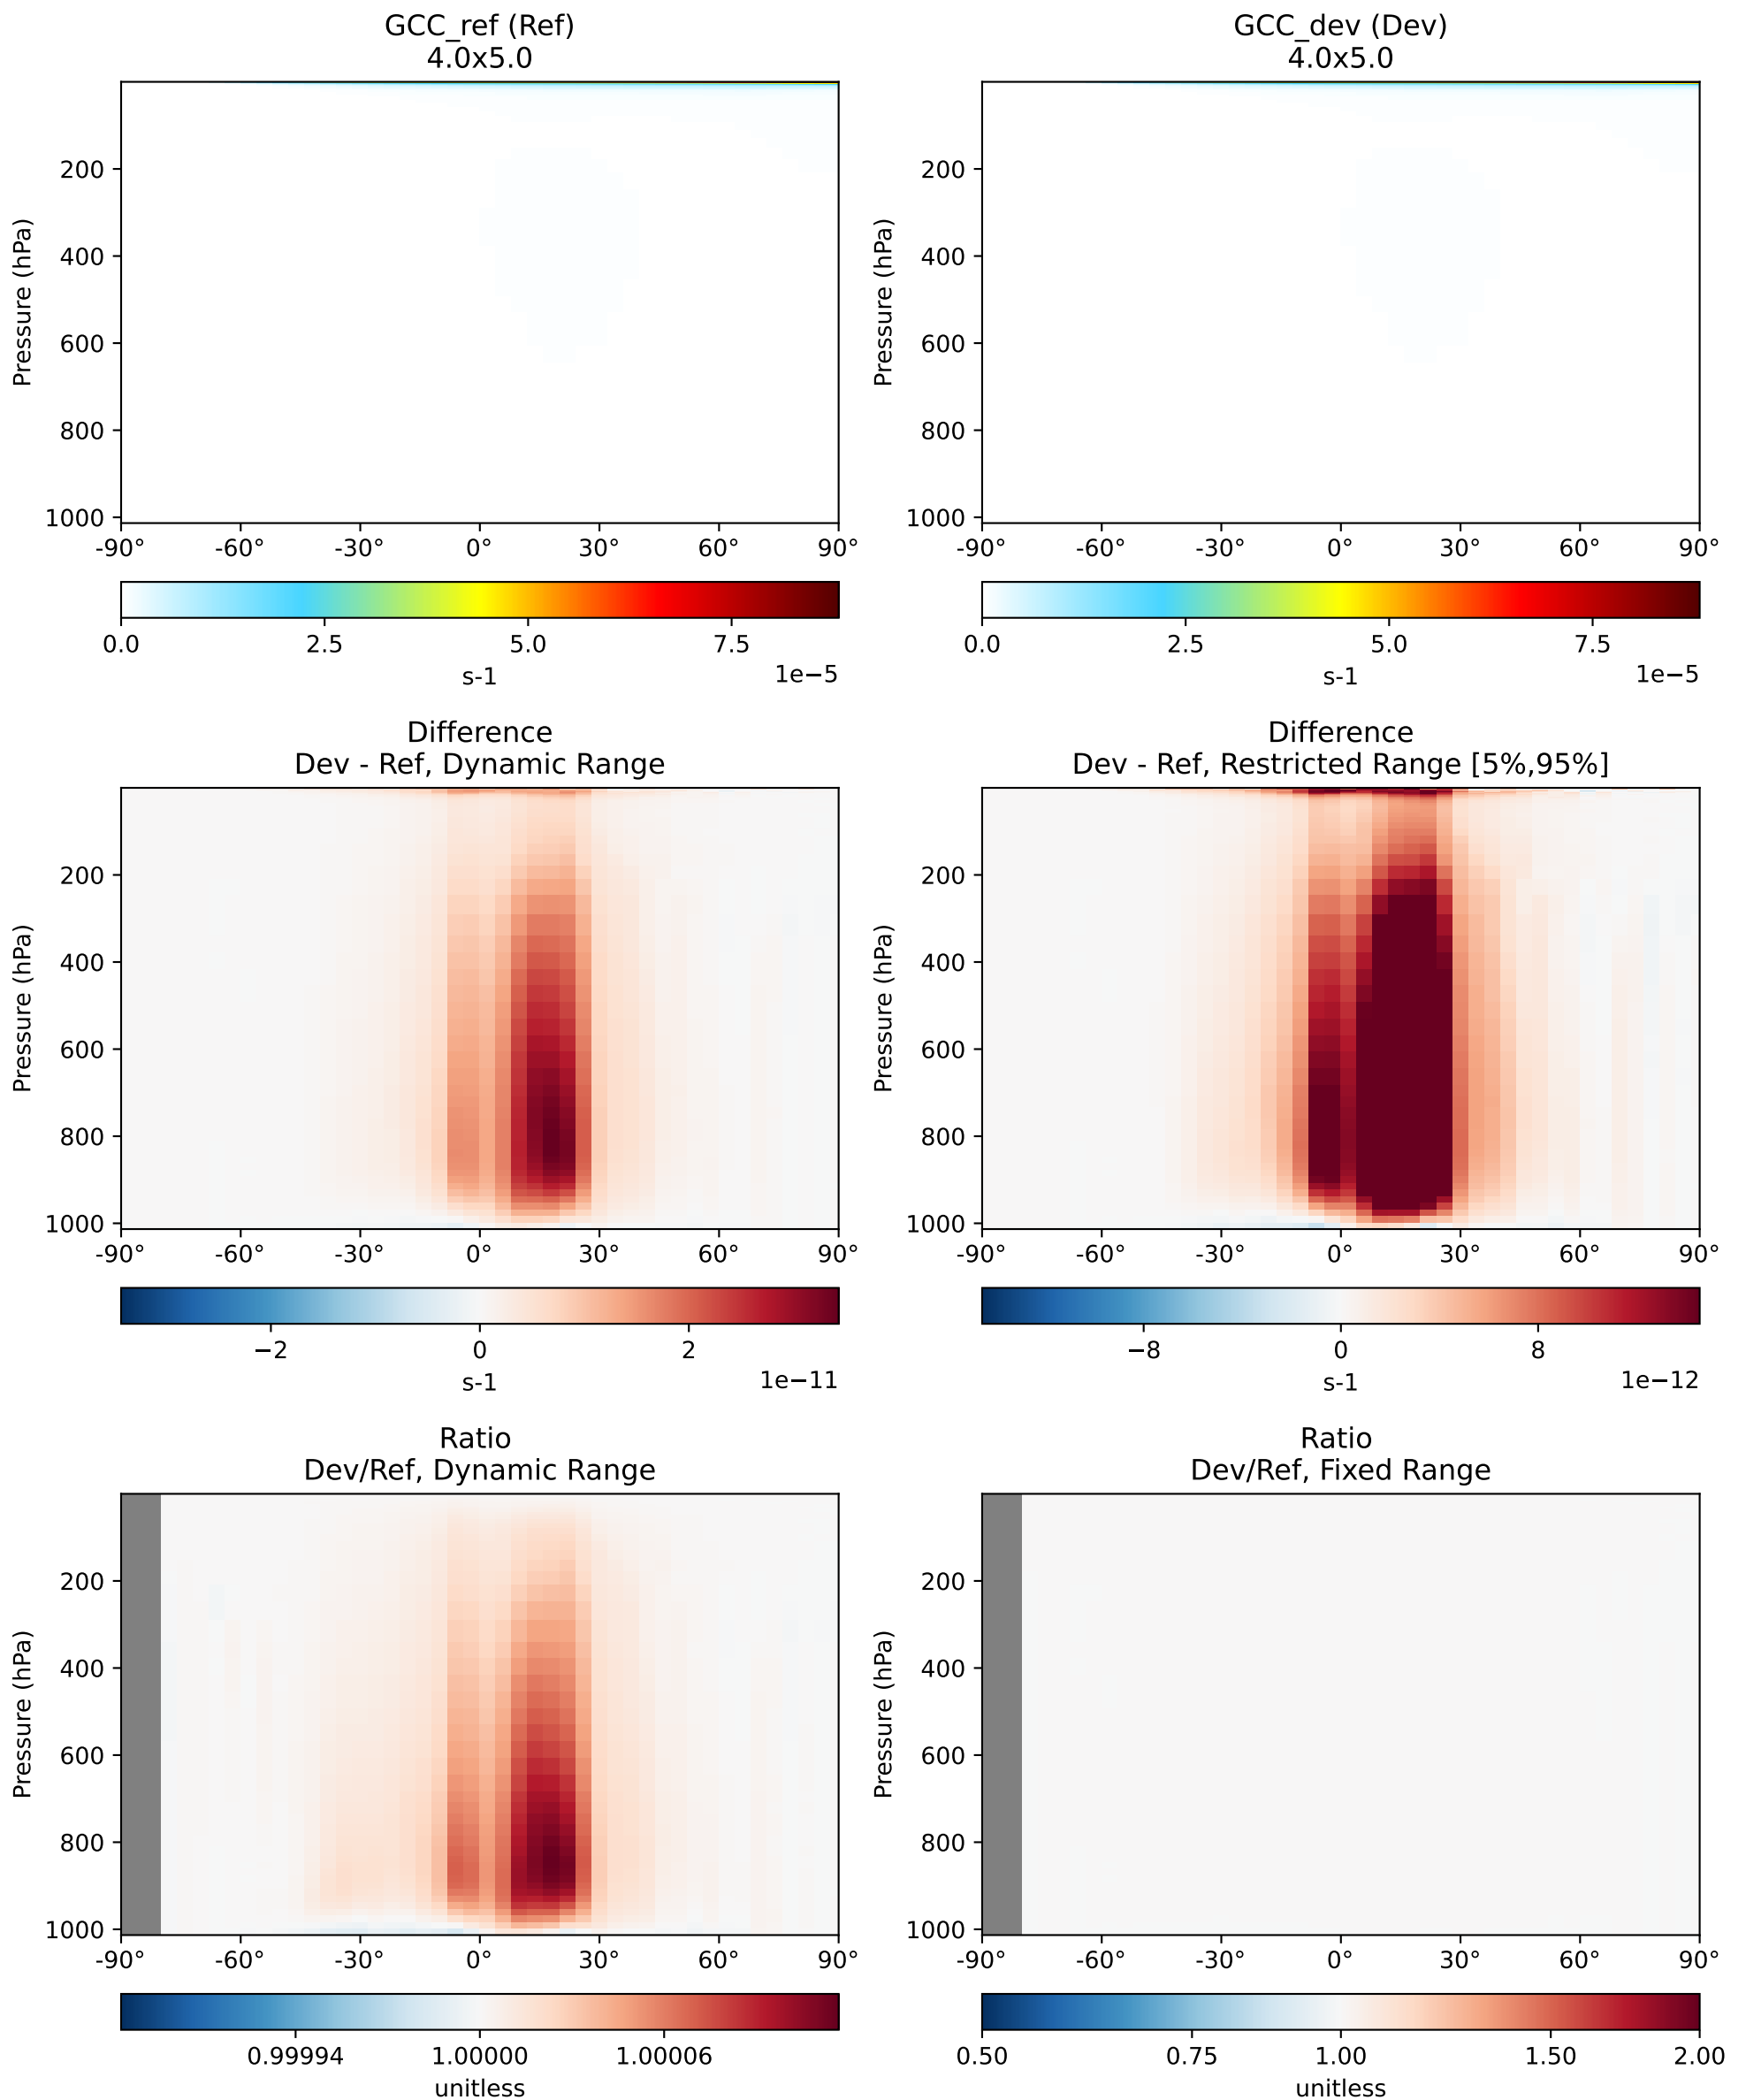 GCC_ref (Ref)
4.0x5.0
Pressure (hPa)
200
400
600
800
1000
-90° -60° -30° 0° 30° 60° 90°
0.0 2.5 5.0 7.5
s-1
1e−5
GCC_dev (Dev)
4.0x5.0
Pressure (hPa)
200
400
600
800
1000
-90° -60° -30° 0° 30° 60° 90°
0.0 2.5 5.0 7.5
s-1
1e−5
Difference
Dev - Ref, Dynamic Range
Pressure (hPa)
200
400
600
800
1000
-90° -60° -30° 0° 30° 60° 90°
−2 0 2
s-1
1e−11
Difference
Dev - Ref, Restricted Range [5%,95%]
Pressure (hPa)
200
400
600
800
1000
-90° -60° -30° 0° 30° 60° 90°
−8 0 8
s-1
1e−12
Ratio
Dev/Ref, Dynamic Range
Pressure (hPa)
200
400
600
800
1000
-90° -60° -30° 0° 30° 60° 90°
0.99994 1.00000 1.00006
unitless
Ratio
Dev/Ref, Fixed Range
Pressure (hPa)
200
400
600
800
1000
-90° -60° -30° 0° 30° 60° 90°
0.50 0.75 1.00 1.50 2.00
unitless